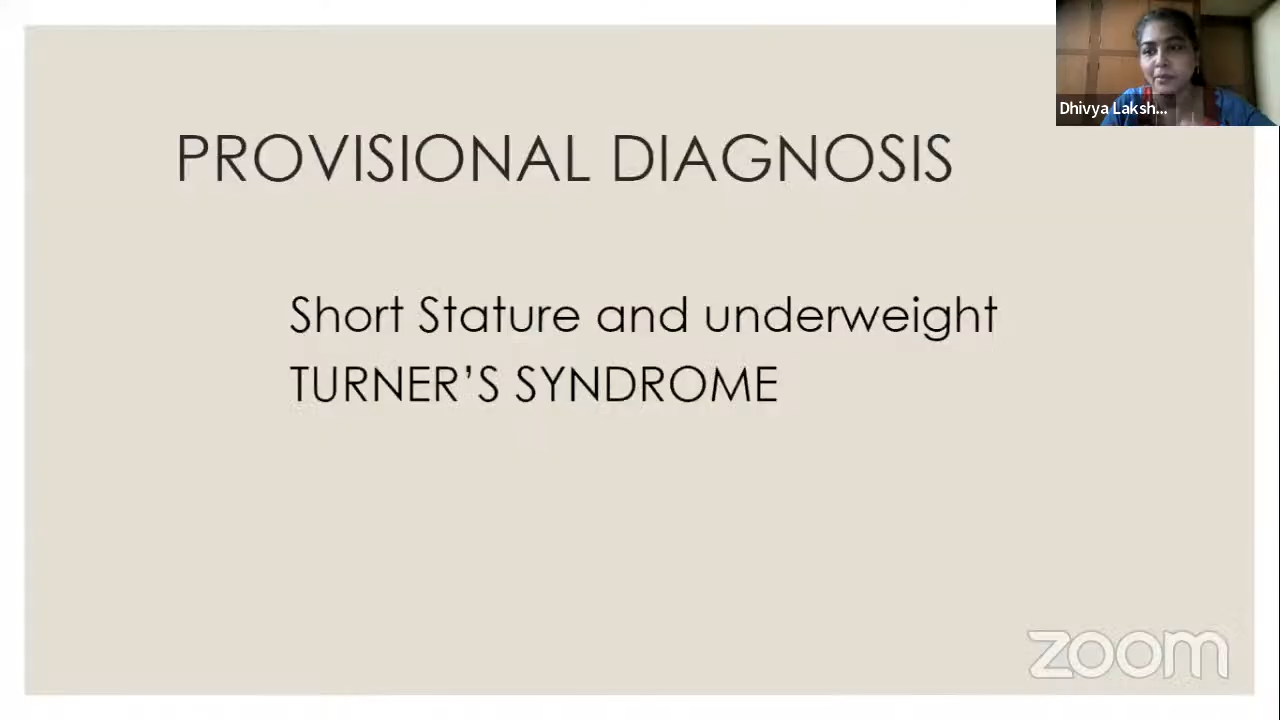 Dhivya Laksh...
PROVISIONAL DIAGNOSIS
Short Stature and underweight
TURNER’S SYNDROME
zoom